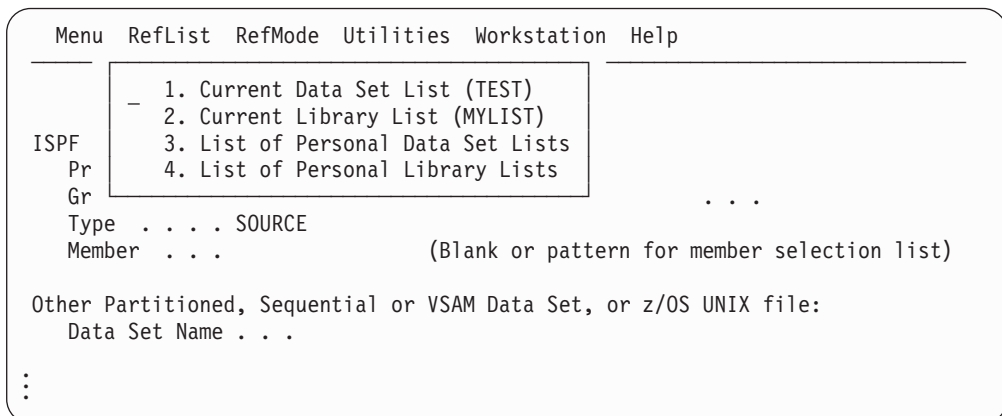 Menu RefList RefMode Utilities Workstation Help
_ 1. Current Data Set List (TEST)
2. Current Library List (MYLIST)
ISPF 3. List of Personal Data Set Lists
Pr 4. List of Personal Library Lists
Gr . . .
Type . . . . SOURCE
Member . . . (Blank or pattern for member selection list)
Other Partitioned, Sequential or VSAM Data Set, or z/OS UNIX file:
Data Set Name . . .